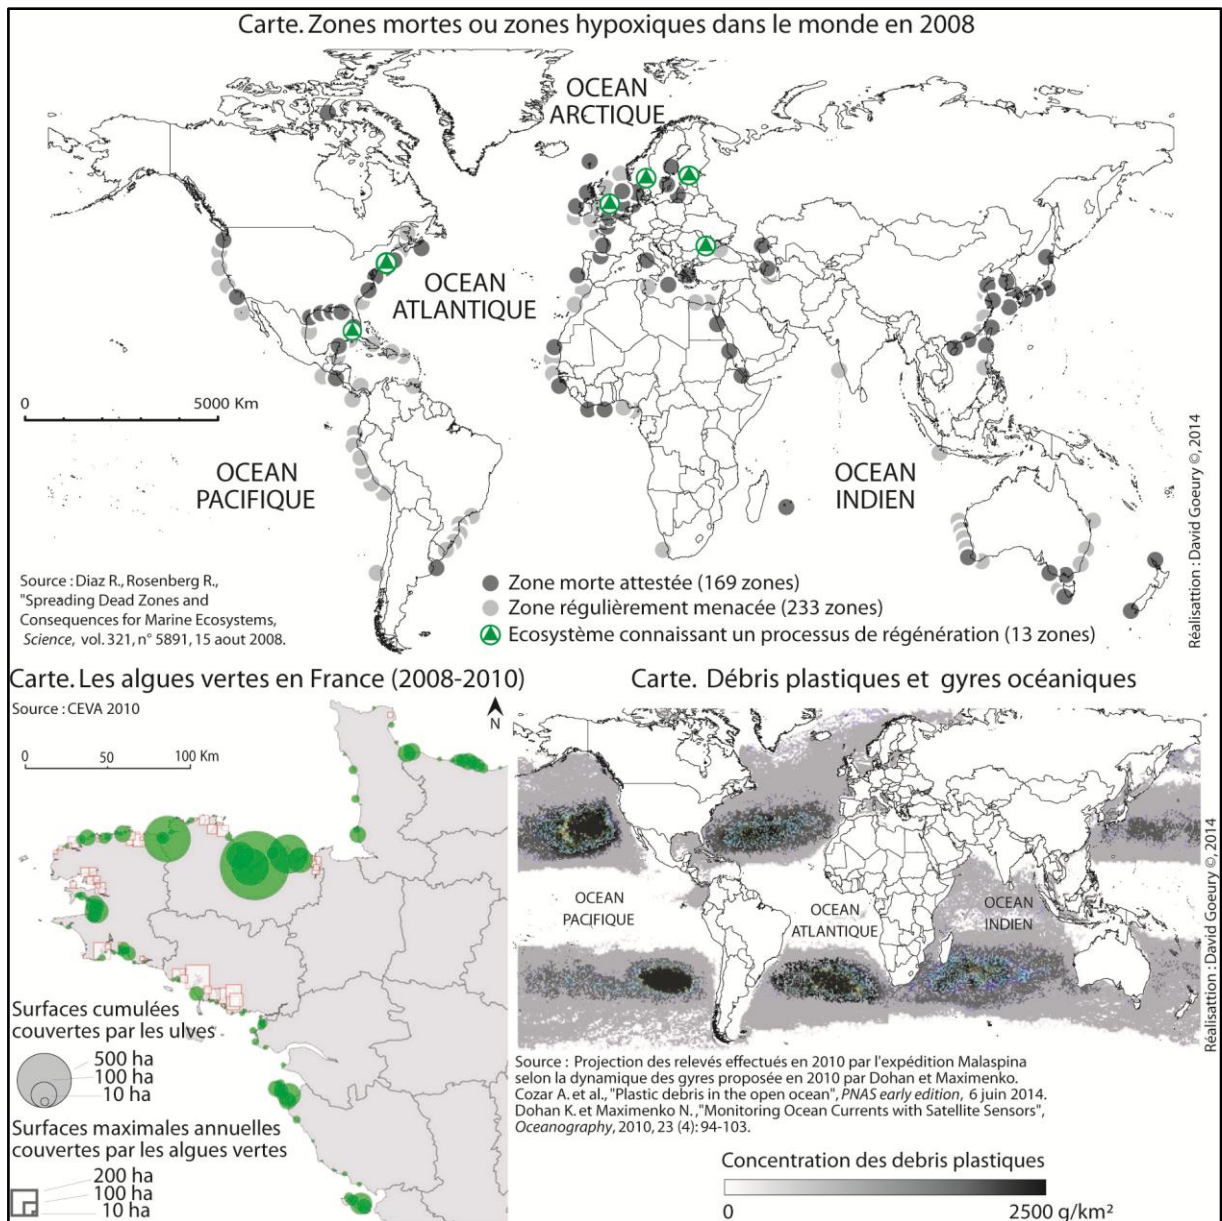 Carte. Zones mortes ou zones hypoxiques dans le monde en 2008
OCEAN
ARCTIQUE
OCEAN
ATLANTIQUE
0 5000 Km
OCEAN
PACIFIQUE
OCEAN
INDIEN
Réalisattion : David Goeury ©, 2014
Source : Diaz R., Rosenberg R.,
"Spreading Dead Zones and
Consequences for Marine Ecosystems,
Science, vol. 321, n° 5891, 15 aout 2008.
Zone morte attestée (169 zones)
Zone régulièrement menacée (233 zones)
Ecosystème connaissant un processus de régénération (13 zones)
Carte. Les algues vertes en France (2008-2010)
Source : CEVA 2010
N
0 50 100 Km
Surfaces cumulées
couvertes par les ulves
500 ha
100 ha
10 ha
Surfaces maximales annuelles
couvertes par les algues vertes
200 ha
100 ha
10 ha
Carte. Débris plastiques et gyres océaniques
OCEAN
PACIFIQUE
OCEAN
ATLANTIQUE
OCEAN
INDIEN
Réalisattion : David Goeury ©, 2014
Source : Projection des relevés effectués en 2010 par l'expédition Malaspina
selon la dynamique des gyres proposée en 2010 par Dohan et Maximenko.
Cozar A. et al., "Plastic debris in the open ocean", PNAS early edition, 6 juin 2014.
Dohan K. et Maximenko N., "Monitoring Ocean Currents with Satellite Sensors",
Oceanography, 2010, 23 (4): 94-103.
Concentration des debris plastiques
0 2500 g/km²